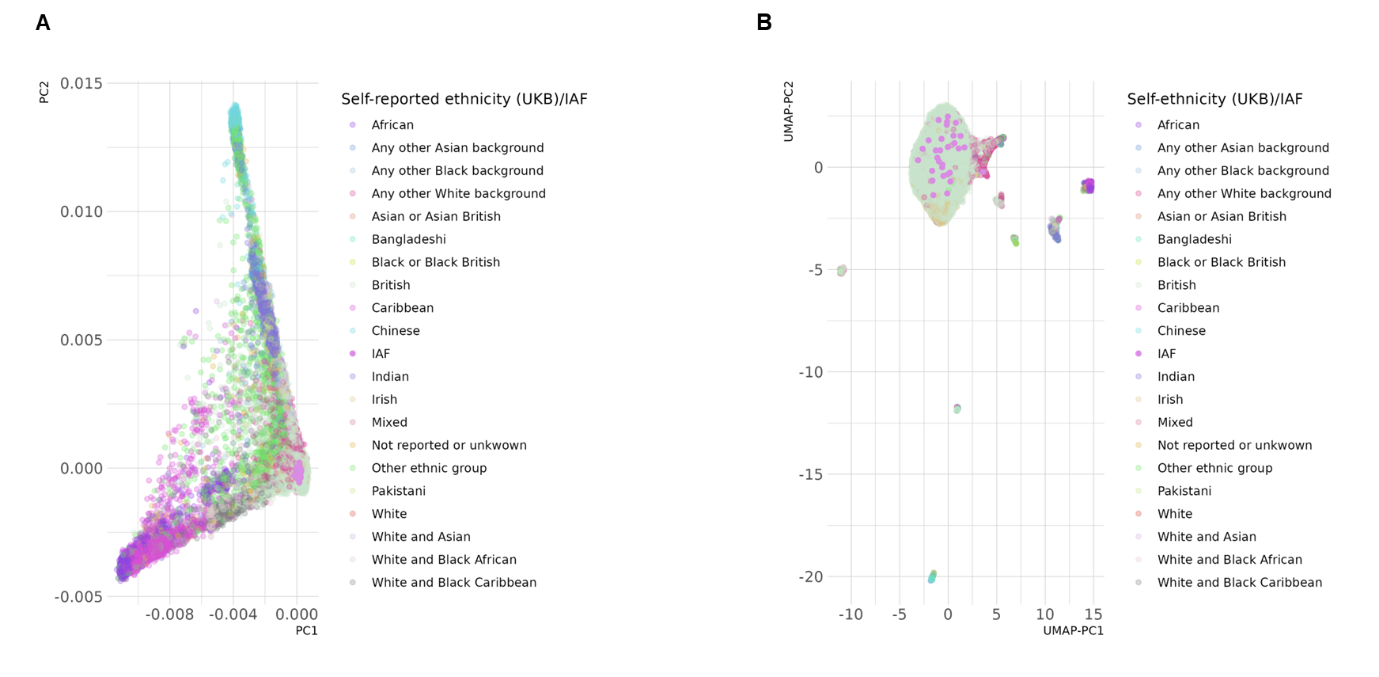 A
PC2
0.015
0.010
0.005
0.000
-0.005
-0.008 -0.004 0.000
PC1
Self-reported ethnicity (UKB)/IAF
African
Any other Asian background
Any other Black background
Any other White background
Asian or Asian British
Bangladeshi
Black or Black British
British
Caribbean
Chinese
IAF
Indian
Irish
Mixed
Not reported or unkwown
Other ethnic group
Pakistani
White
White and Asian
White and Black African
White and Black Caribbean
B
UMAP-PC2
0
-5
-10
-15
-20
-10 -5 0 5 10 15
UMAP-PC1
Self-ethnicity (UKB)/IAF
African
Any other Asian background
Any other Black background
Any other White background
Asian or Asian British
Bangladeshi
Black or Black British
British
Caribbean
Chinese
IAF
Indian
Irish
Mixed
Not reported or unkwown
Other ethnic group
Pakistani
White
White and Asian
White and Black African
White and Black Caribbean